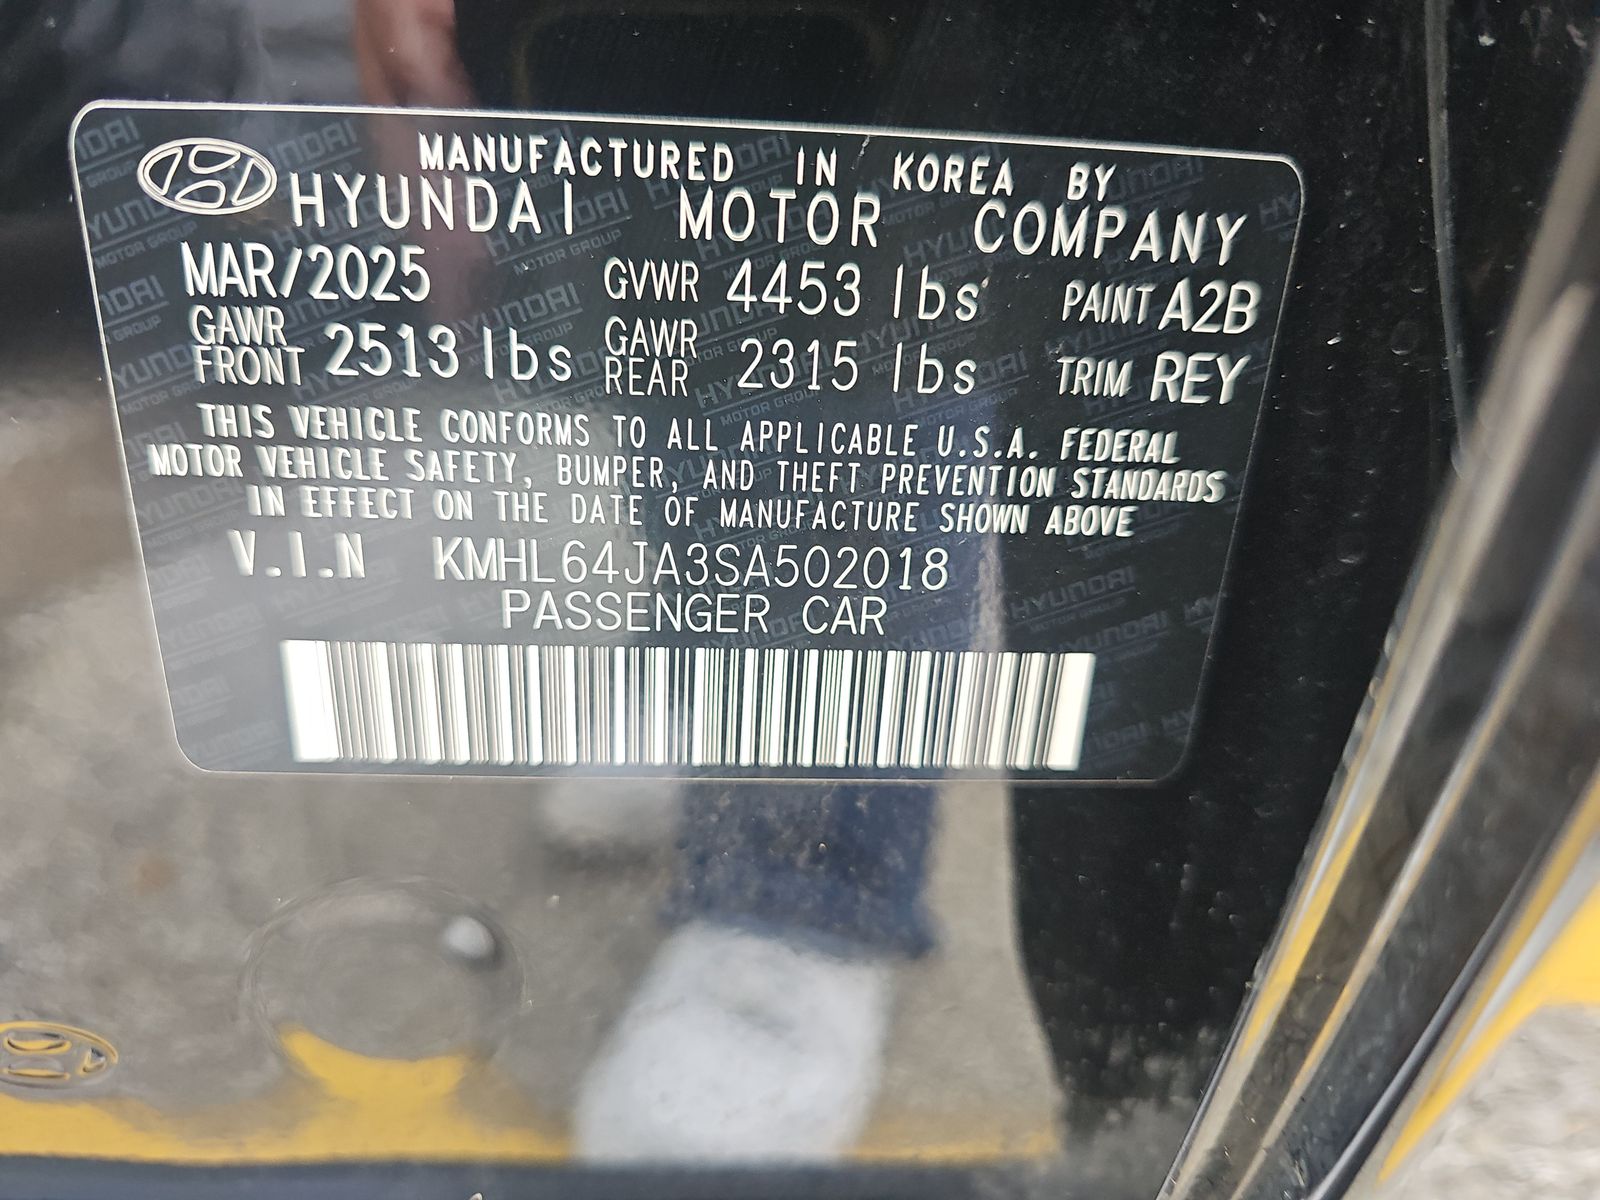 MANUFACTURED IN KOREA BY
HYUNDAI MOTOR COMPANY
MAR/2025 GVWR 4453 lbs PAINT A2B
GAWR FRONT 2513 lbs GAWR REAR 2315 lbs TRIM REY
THIS VEHICLE CONFORMS TO ALL APPLICABLE U.S.A. FEDERAL
MOTOR VEHICLE SAFETY, BUMPER, AND THEFT PREVENTION STANDARDS
IN EFFECT ON THE DATE OF MANUFACTURE SHOWN ABOVE
V.I.N KMHL64JA3SA502018
PASSENGER CAR